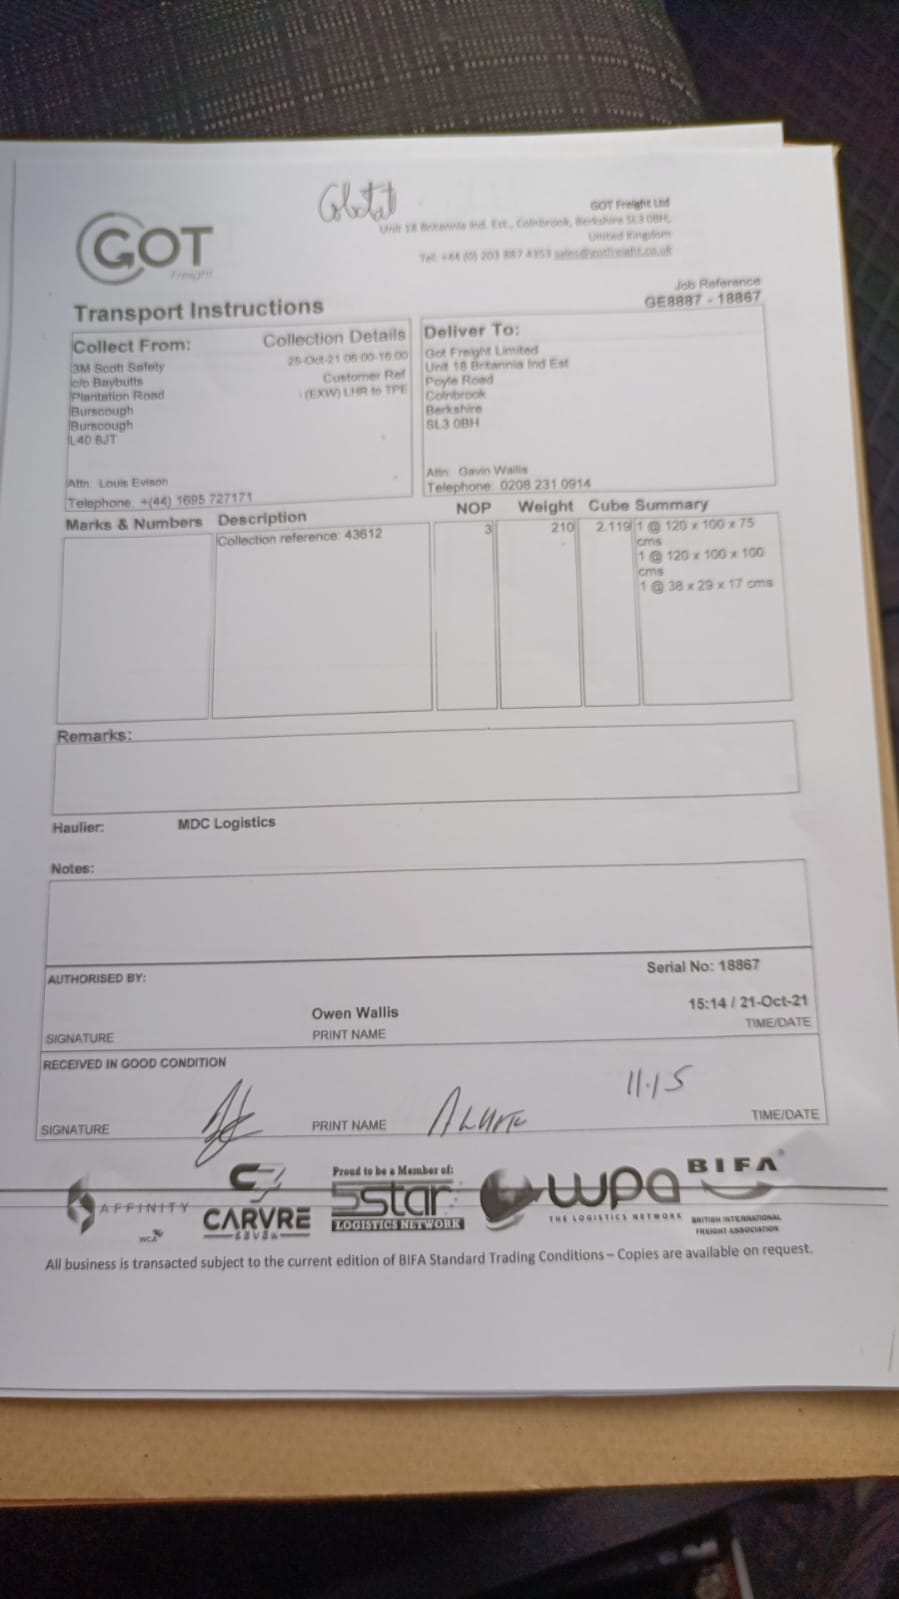 GOT
Freight
GOT Freight Ltd
Unit 18 Britannia Ind. Est., Colnbrook, Berkshire SL3 0BH,
United Kingdom
Tel: +44 (0) 203 887 4353 sales@gotfreight.co.uk
Job Reference
GE8887 - 18867
Transport Instructions
Collect From: Collection Details
3M Scott Safety
c/o Baybutts
Plantation Road
Burscough
Burscough
L40 8JT
25-Oct-21 08:00-16:00
Customer Ref
(EXW) LHR to TPE
Attn: Louis Evison
Telephone: +(44) 1695 727171
Deliver To:
Got Freight Limited
Unit 18 Britannia Ind Est
Poyle Road
Colnbrook
Berkshire
SL3 0BH
Attn: Gavin Wallis
Telephone: 0208 231 0914
Marks & Numbers Description NOP Weight Cube Summary
Collection reference: 43612 3 210 2.119 1 @ 120 x 100 x 75
cms
1 @ 120 x 100 x 100
cms
1 @ 38 x 29 x 17 cms
Remarks:
Haulier: MDC Logistics
Notes:
AUTHORISED BY: Serial No: 18867
Owen Wallis 15:14 / 21-Oct-21
SIGNATURE PRINT NAME TIME/DATE
RECEIVED IN GOOD CONDITION
11.15
SIGNATURE PRINT NAME TIME/DATE
AFFINITY
WCA
CARVRE
Proud to be a Member of:
5star
LOGISTICS NETWORK
wpa
THE LOGISTICS NETWORK
BIFA
BRITISH INTERNATIONAL
FREIGHT ASSOCIATION
All business is transacted subject to the current edition of BIFA Standard Trading Conditions – Copies are available on request.